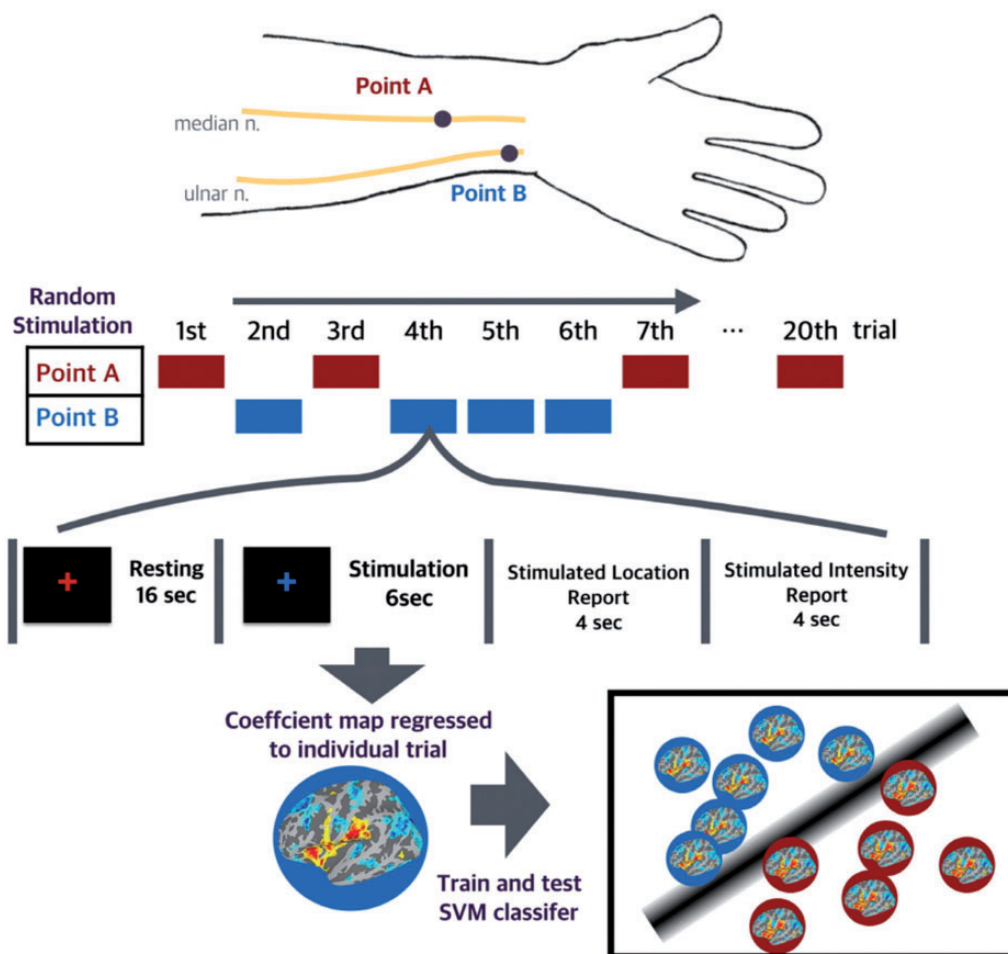 Point A
median n.
ulnar n.
Point B
Random
Stimulation
1st 2nd 3rd 4th 5th 6th 7th ... 20th trial
Point A
Point B
Resting
16 sec
Stimulation
6sec
Stimulated Location
Report
4 sec
Stimulated Intensity
Report
4 sec
Coeffcient map regressed
to individual trial
Train and test
SVM classifer